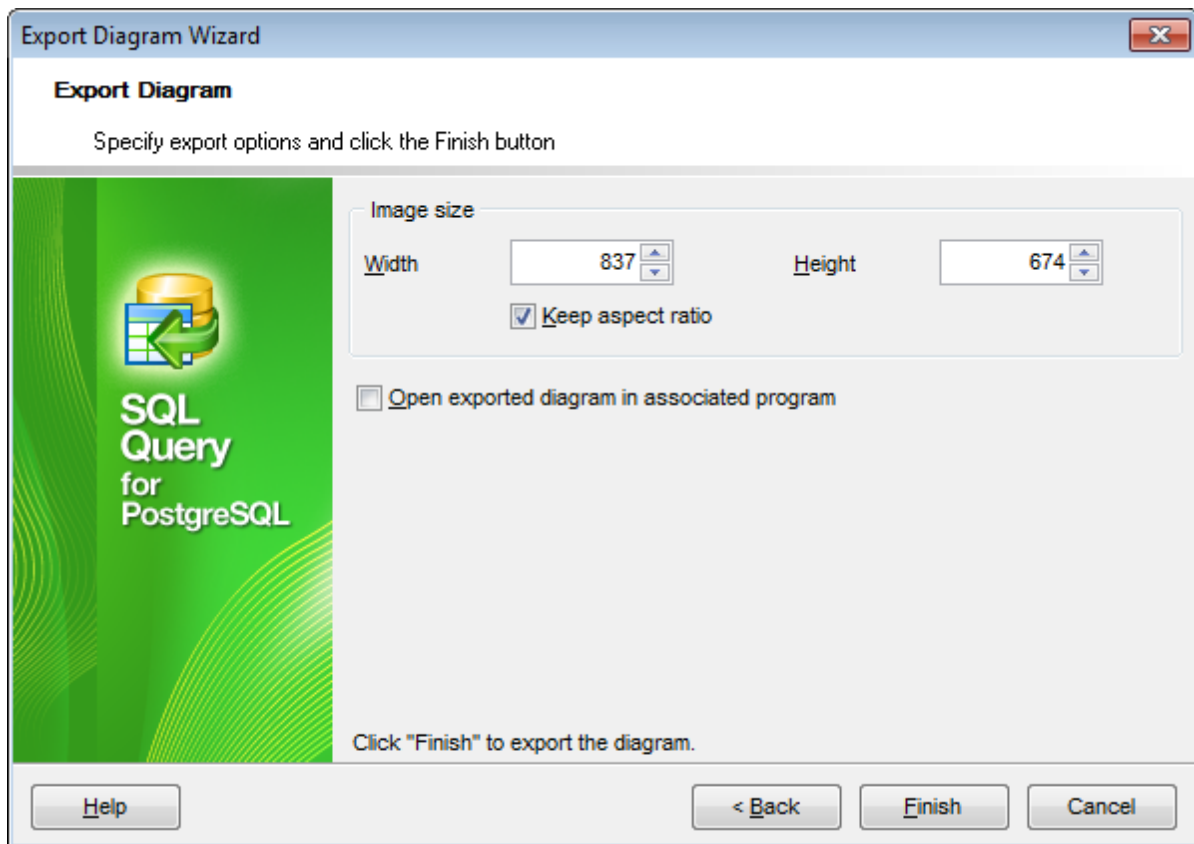 Export Diagram Wizard
Export Diagram
Specify export options and click the Finish button
Image size
Width 837 Height 674
Keep aspect ratio
Open exported diagram in associated program
SQL
Query
for
PostgreSQL
Click "Finish" to export the diagram.
Help < Back Finish Cancel